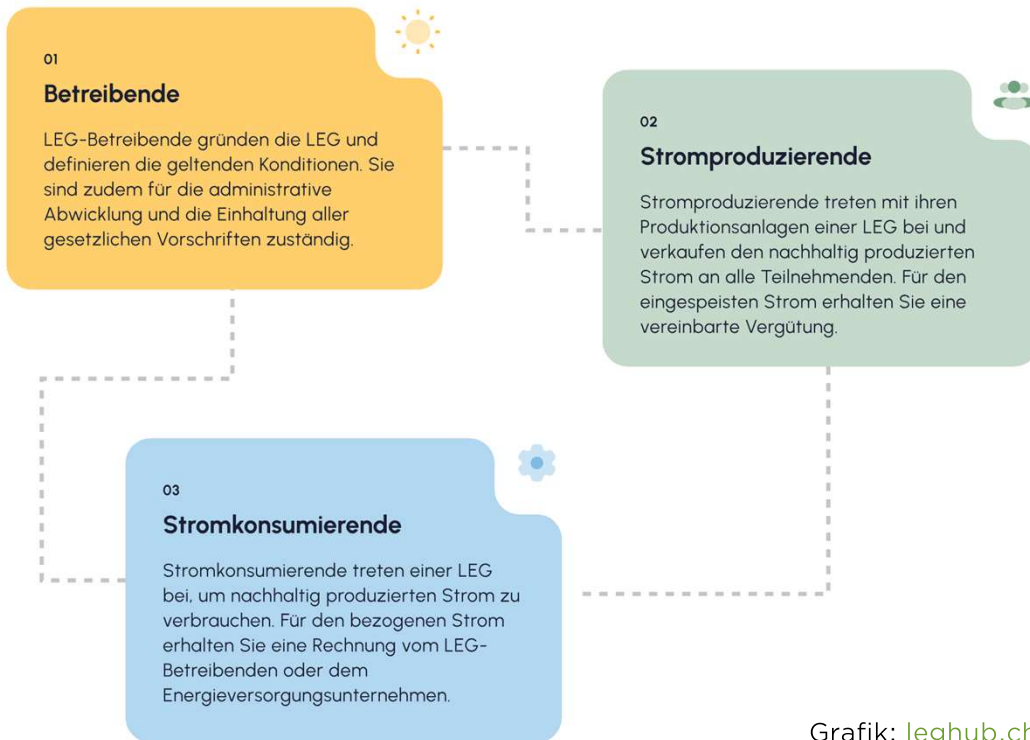 01
Betreibende
LEG-Betreibende gründen die LEG und
definieren die geltenden Konditionen. Sie
sind zudem für die administrative
Abwicklung und die Einhaltung aller
gesetzlichen Vorschriften zuständig.
02
Stromproduzierende
Stromproduzierende treten mit ihren
Produktionsanlagen einer LEG bei und
verkaufen den nachhaltig produzierten
Strom an alle Teilnehmenden. Für den
eingespeisten Strom erhalten Sie eine
vereinbarte Vergütung.
03
Stromkonsumierende
Stromkonsumierende treten einer LEG
bei, um nachhaltig produzierten Strom zu
verbrauchen. Für den bezogenen Strom
erhalten Sie eine Rechnung vom LEG-
Betreibenden oder dem
Energieversorgungsunternehmen.
Grafik: leghub.ch